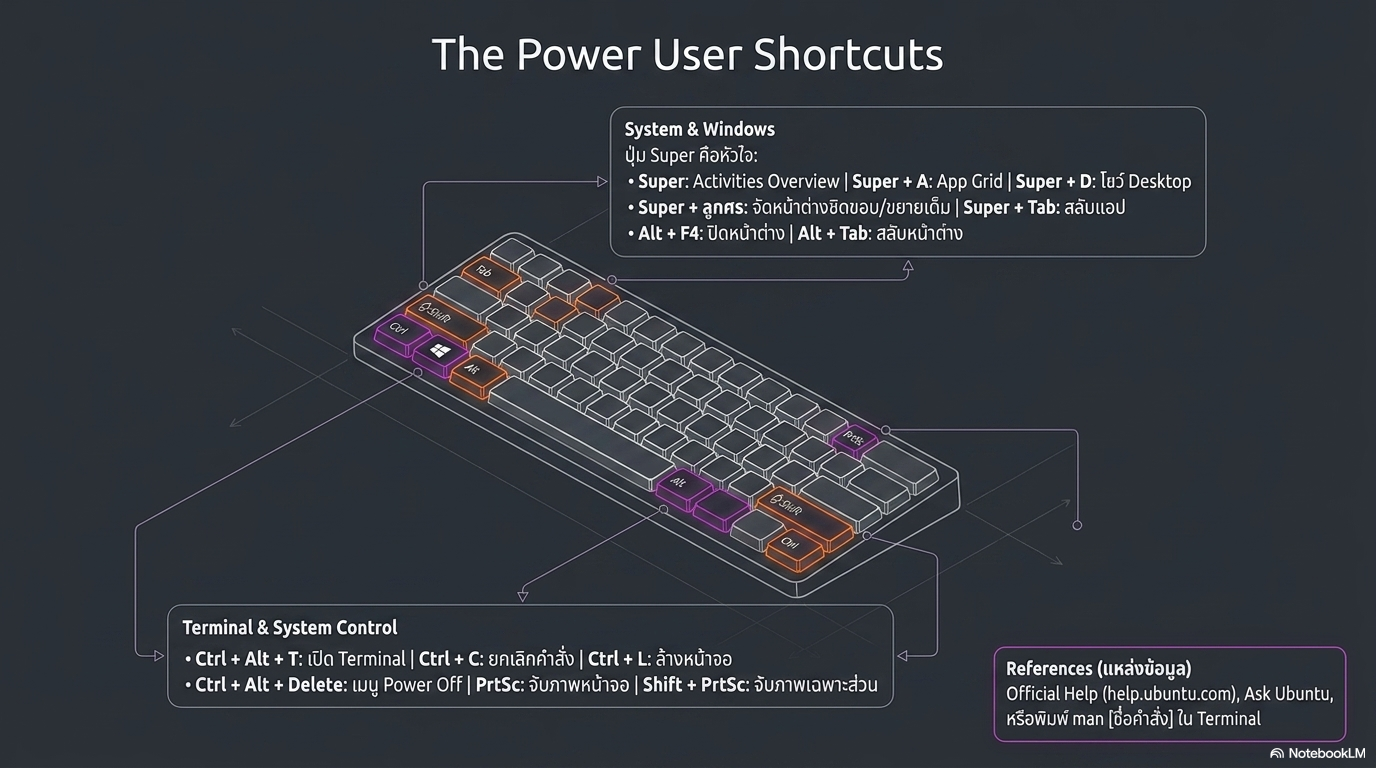 The Power User Shortcuts
System & Windows
ปุ่ม Super คือหัวใจ:
• Super: Activities Overview | Super + A: App Grid | Super + D: โชว์ Desktop
• Super + ลูกศร: จัดหน้าต่างชิดขอบ/ขยายเต็ม | Super + Tab: สลับแอป
• Alt + F4: ปิดหน้าต่าง | Alt + Tab: สลับหน้าต่าง
Tab
Shift
Ctrl
Alt
Alt
Shift
Ctrl
Terminal & System Control
• Ctrl + Alt + T: เปิด Terminal | Ctrl + C: ยกเลิกคำสั่ง | Ctrl + L: ล้างหน้าจอ
• Ctrl + Alt + Delete: เมนู Power Off | PrtSc: จับภาพหน้าจอ | Shift + PrtSc: จับภาพเฉพาะส่วน
References (แหล่งข้อมูล)
Official Help (help.ubuntu.com), Ask Ubuntu,
หรือพิมพ์ man [ชื่อคำสั่ง] ใน Terminal
NotebookLM